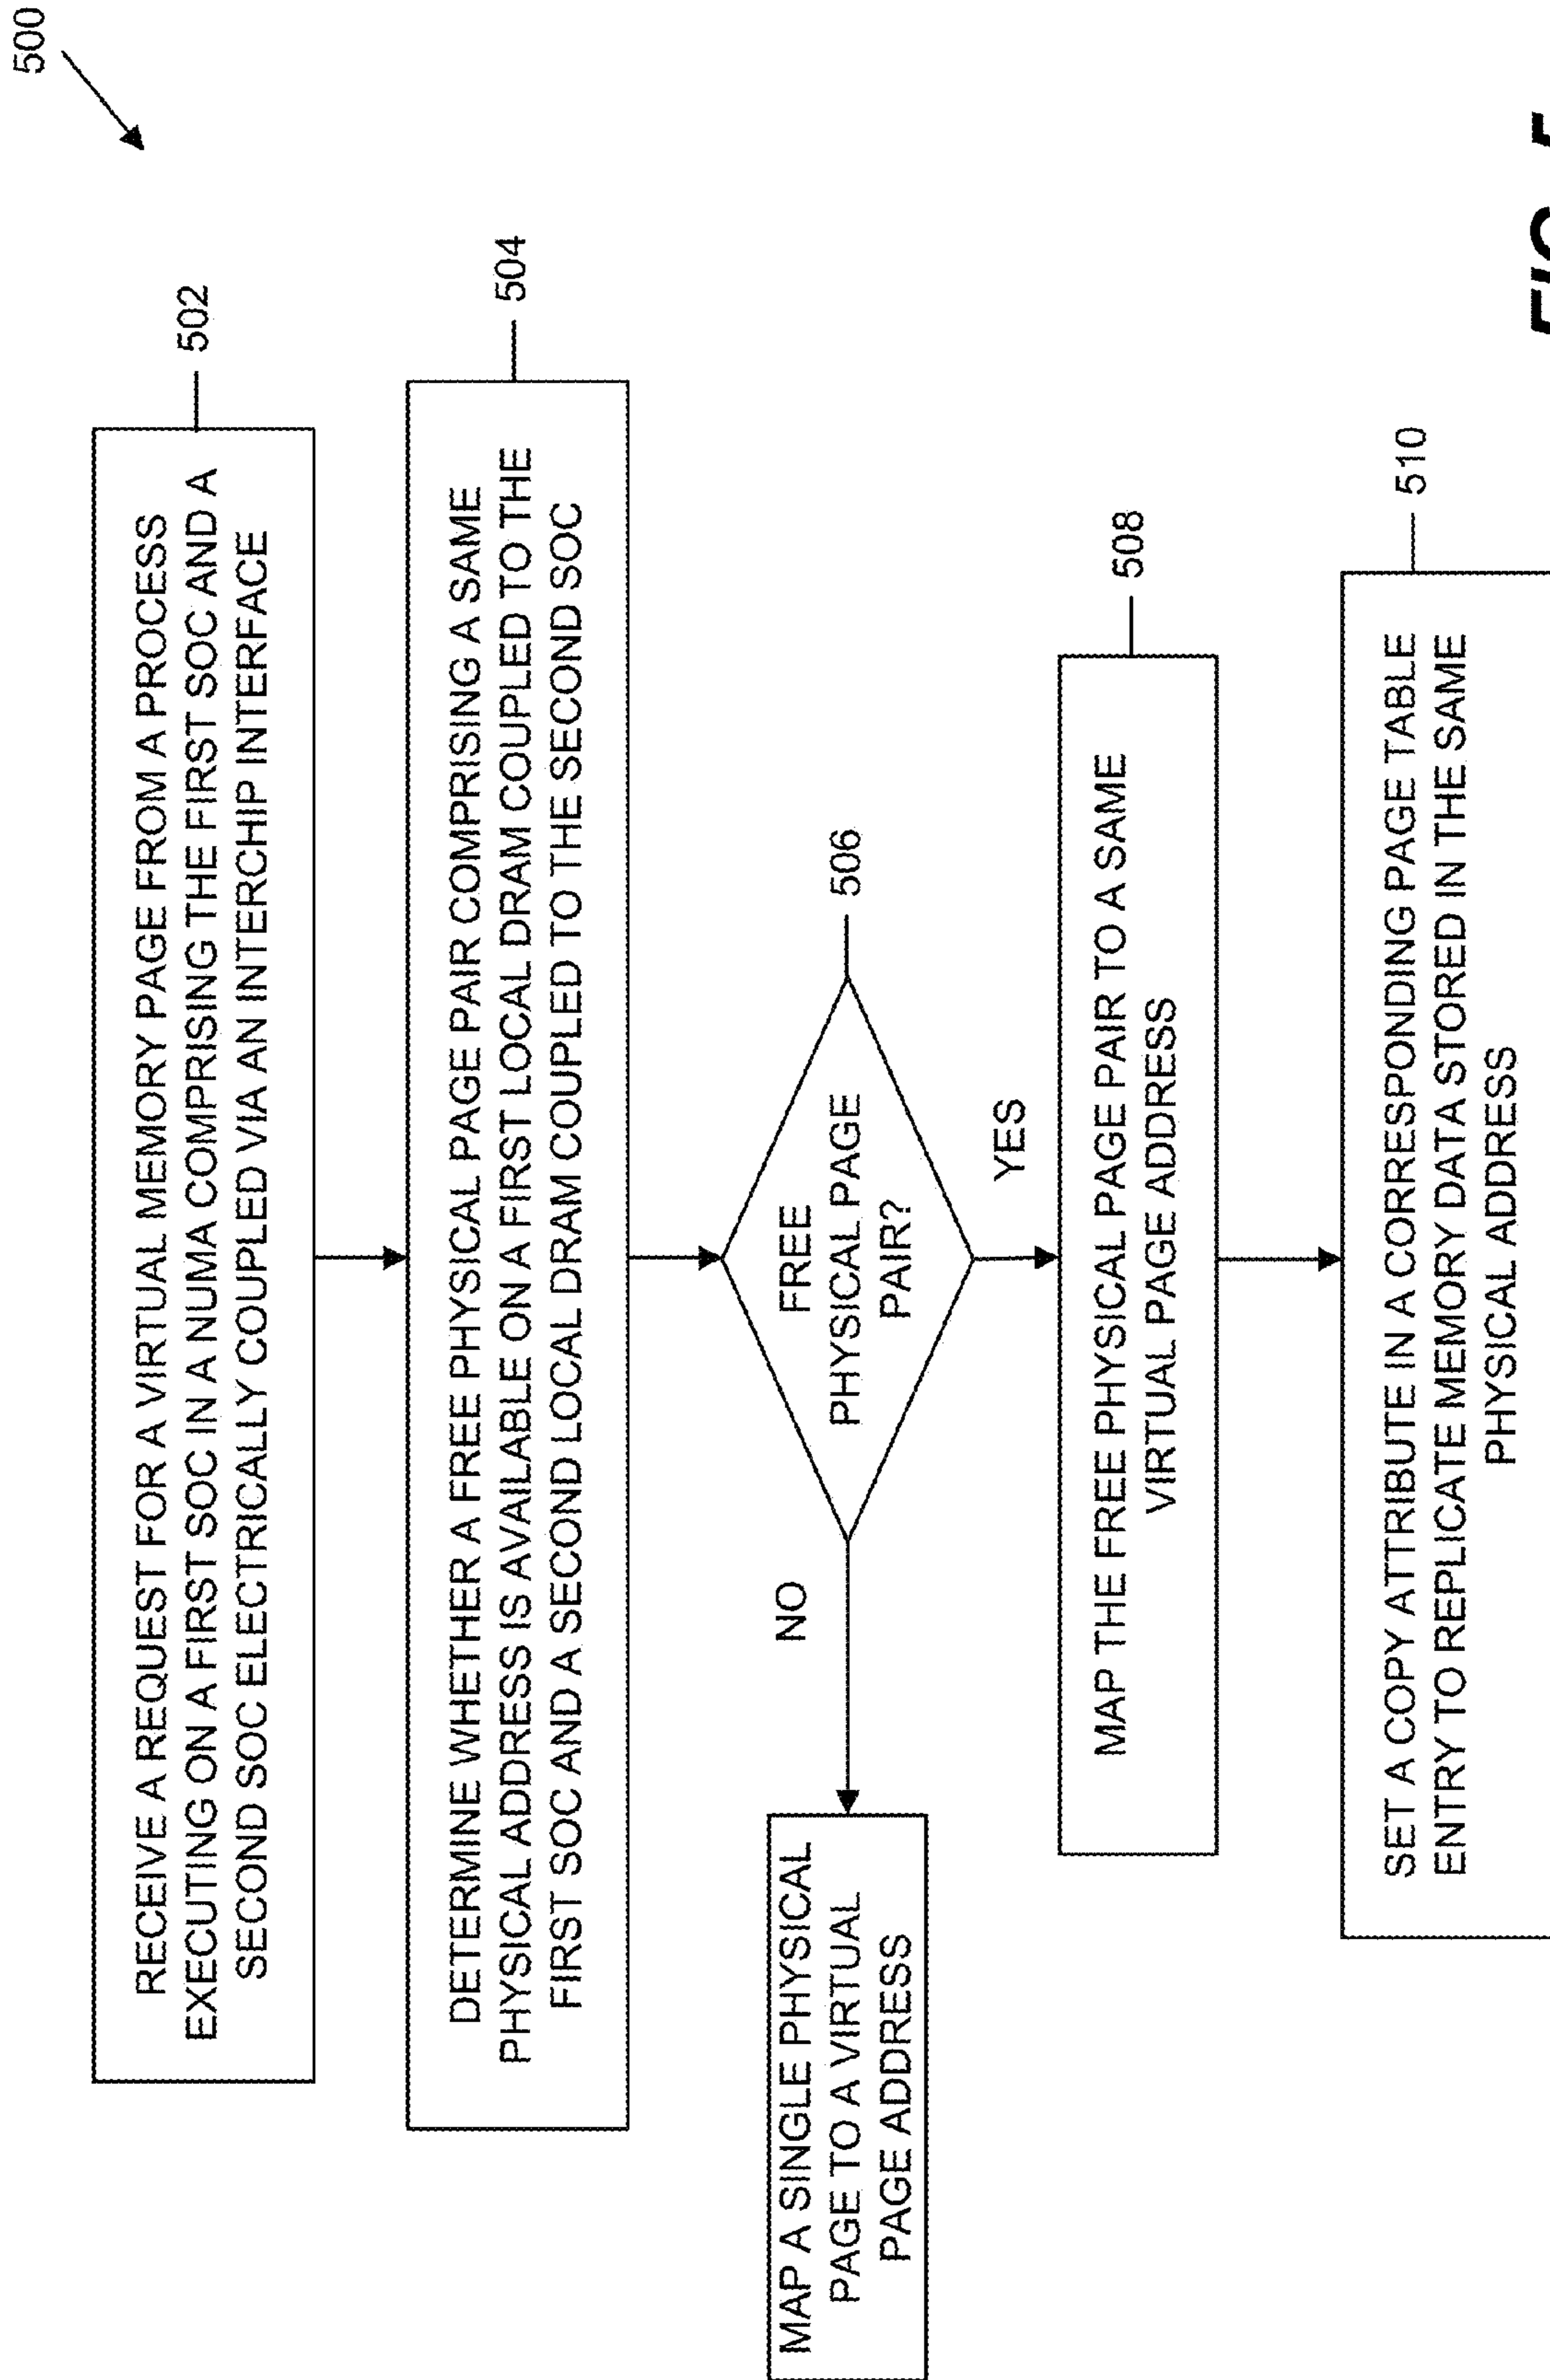 500
RECEIVE A REQUEST FOR A VIRTUAL MEMORY PAGE FROM A PROCESS
EXECUTING ON A FIRST SOC IN A NUMA COMPRISING THE FIRST SOC AND A
SECOND SOC ELECTRICALLY COUPLED VIA AN INTERCHIP INTERFACE
502
DETERMINE WHETHER A FREE PHYSICAL PAGE PAIR COMPRISING A SAME
PHYSICAL ADDRESS IS AVAILABLE ON A FIRST LOCAL DRAM COUPLED TO THE
FIRST SOC AND A SECOND LOCAL DRAM COUPLED TO THE SECOND SOC
504
FREE
PHYSICAL PAGE
PAIR?
506
NO
MAP A SINGLE PHYSICAL
PAGE TO A VIRTUAL
PAGE ADDRESS
YES
MAP THE FREE PHYSICAL PAGE PAIR TO A SAME
VIRTUAL PAGE ADDRESS
508
SET A COPY ATTRIBUTE IN A CORRESPONDING PAGE TABLE
ENTRY TO REPLICATE MEMORY DATA STORED IN THE SAME
PHYSICAL ADDRESS
510